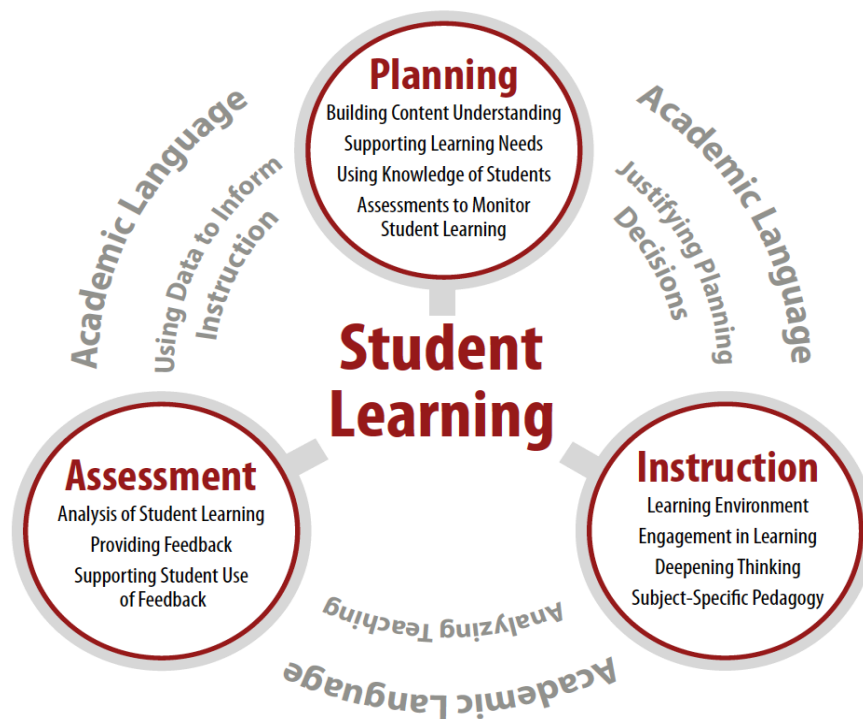 Planning
Building Content Understanding
Supporting Learning Needs
Using Knowledge of Students
Assessments to Monitor
Student Learning
Academic Language
Using Data to Inform
Instruction
Academic Language
Justifying Planning
Decisions
Student
Learning
Assessment
Analysis of Student Learning
Providing Feedback
Supporting Student Use
of Feedback
Instruction
Learning Environment
Engagement in Learning
Deepening Thinking
Subject-Specific Pedagogy
Analyzing Teaching
Academic Language